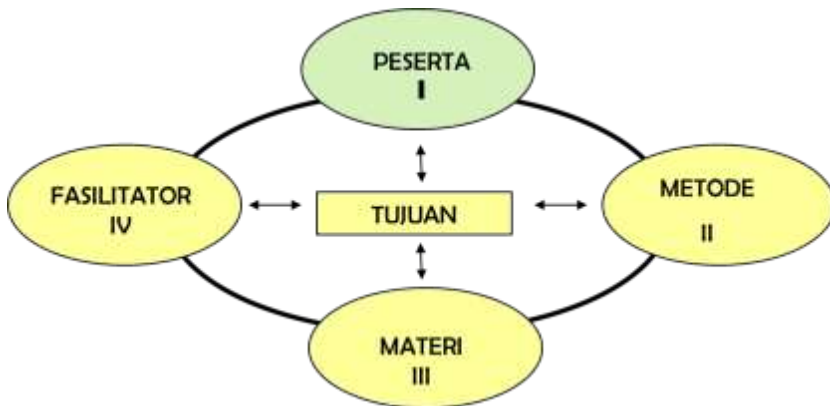 PESERTA
I
FASILITATOR
IV
TUJUAN
METODE
II
MATERI
III